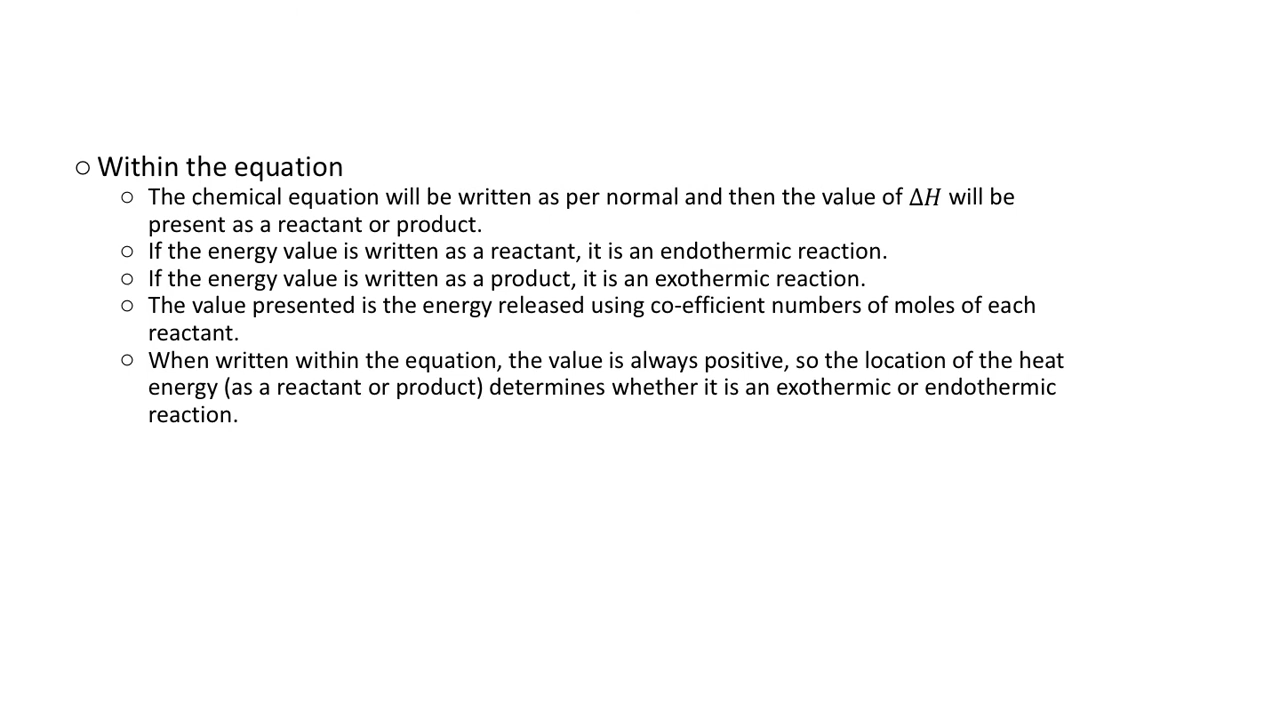 ○ Within the equation
○ The chemical equation will be written as per normal and then the value of Δ𝐻 will be
present as a reactant or product.
○ If the energy value is written as a reactant, it is an endothermic reaction.
○ If the energy value is written as a product, it is an exothermic reaction.
○ The value presented is the energy released using co-efficient numbers of moles of each
reactant.
○ When written within the equation, the value is always positive, so the location of the heat
energy (as a reactant or product) determines whether it is an exothermic or endothermic
reaction.